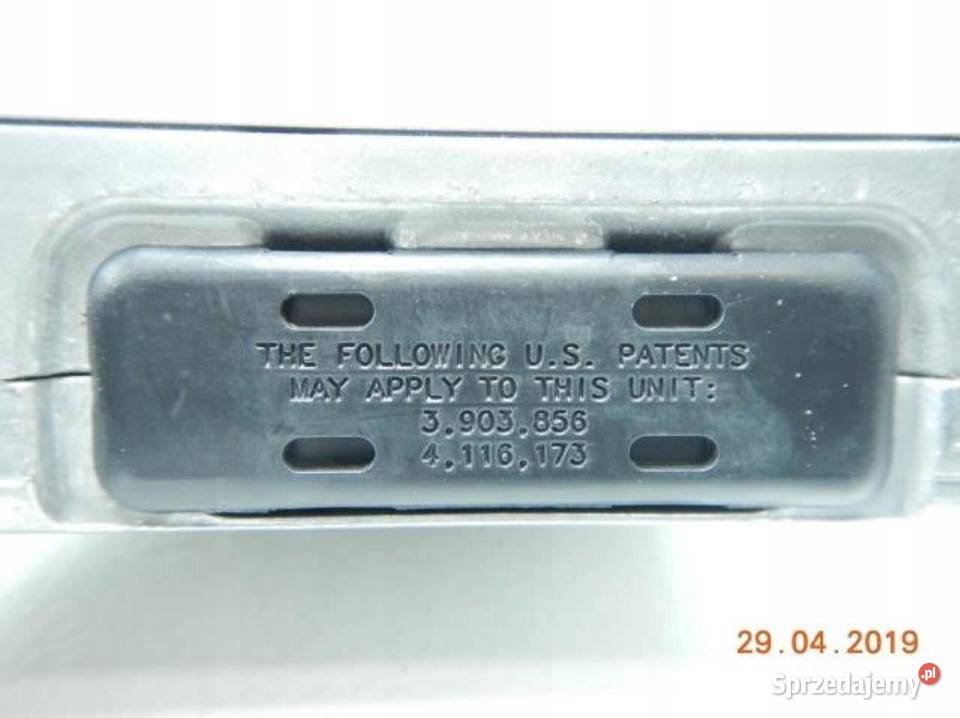 THE FOLLOWING U.S. PATENTS
MAY APPLY TO THIS UNIT:
3,903,856
4,116,173
29.04.2019
Sprzedajemy.pl